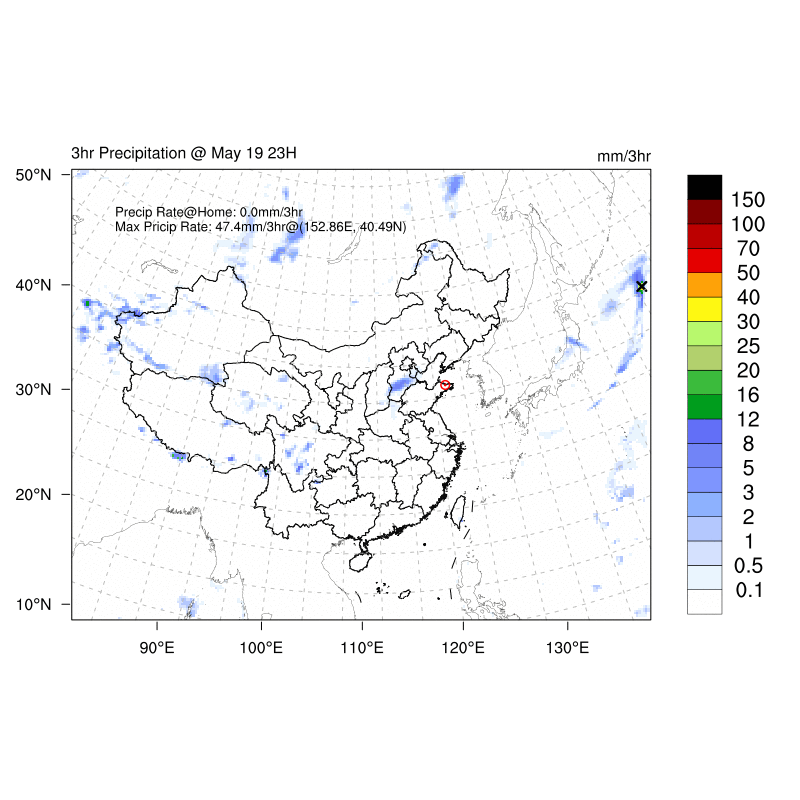 3hr Precipitation @ May 19 23H
mm/3hr
50°N
40°N
30°N
20°N
10°N
Precip Rate@Home: 0.0mm/3hr
Max Pricip Rate: 47.4mm/3hr@(152.86E, 40.49N)
90°E
100°E
110°E
120°E
130°E
150
100
70
50
40
30
25
20
16
12
8
5
3
2
1
0.5
0.1